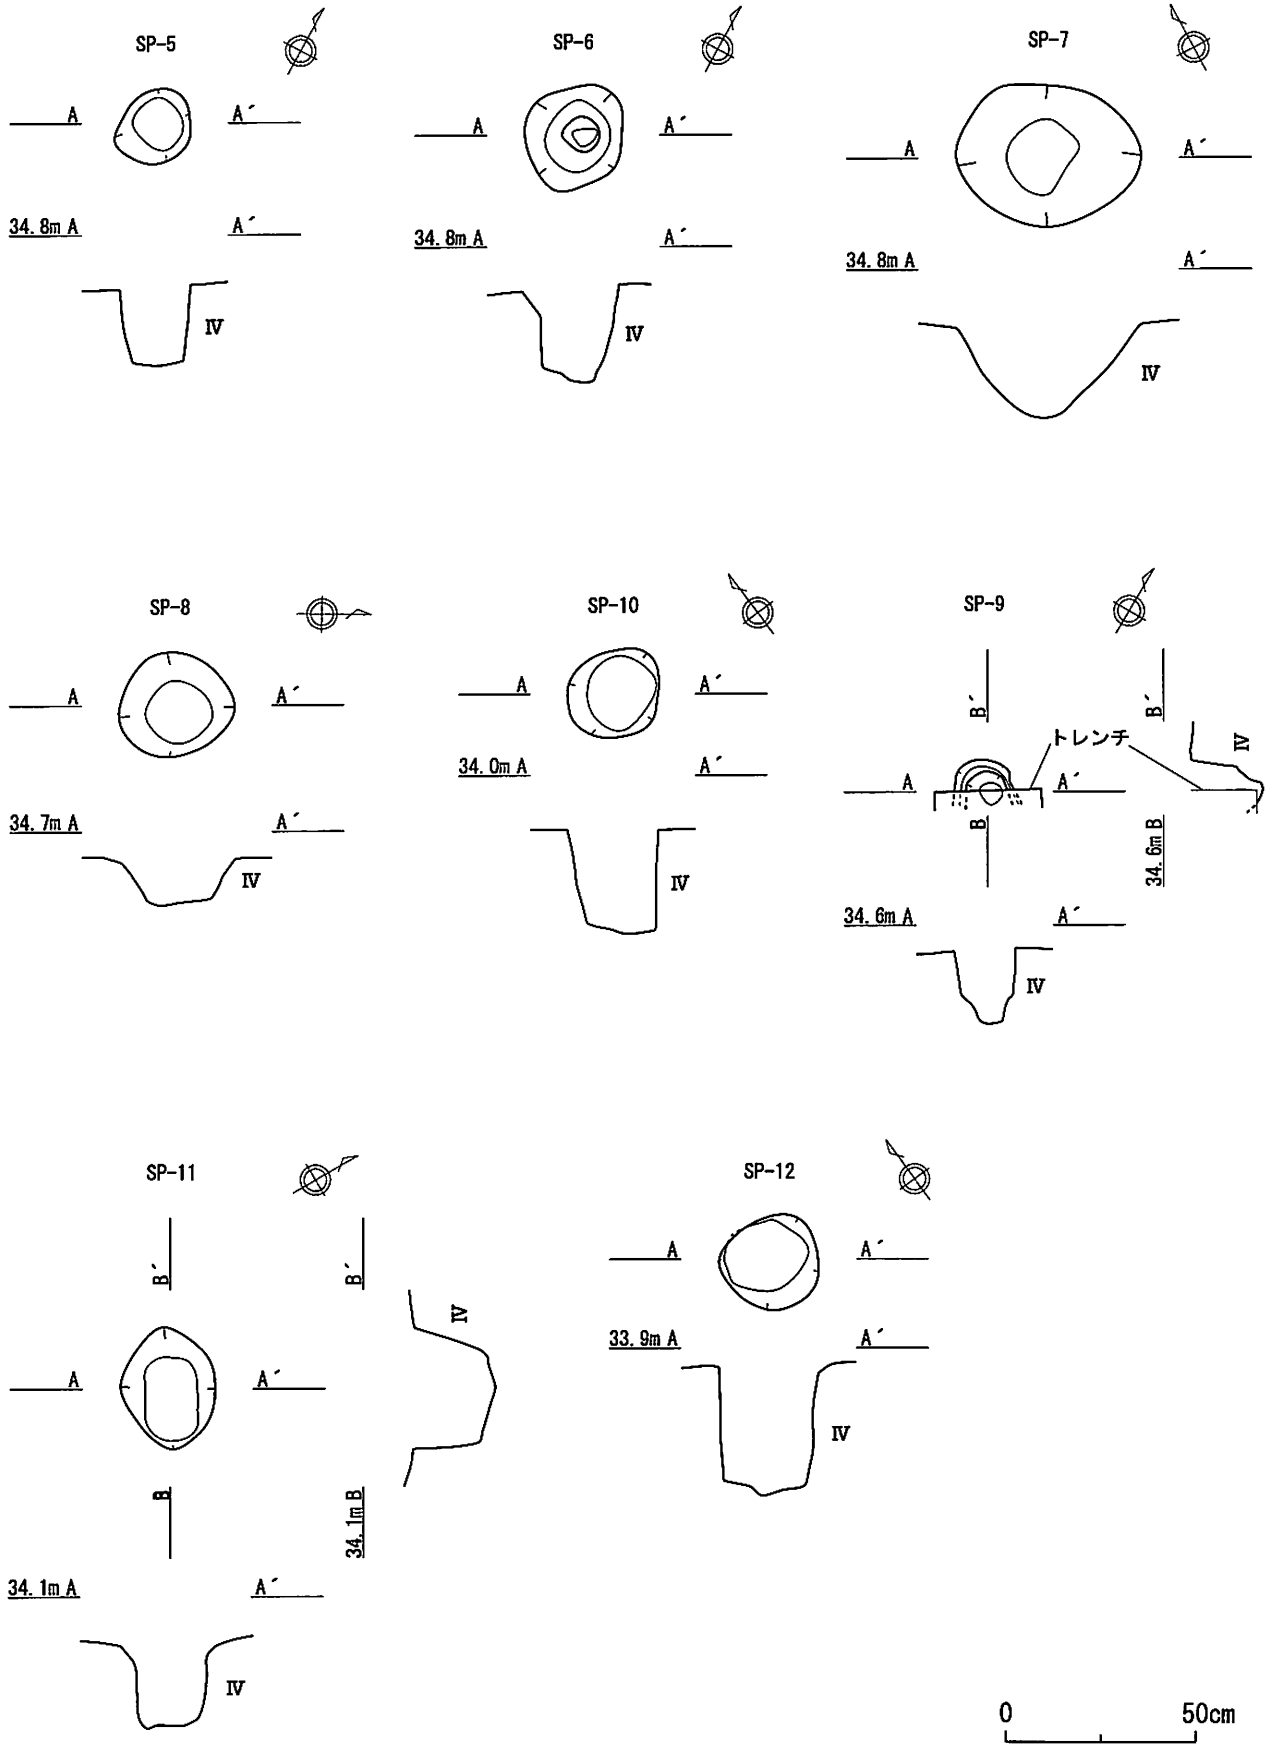 SP-5
A A´
34.8m A A´
Ⅳ
SP-6
A A´
34.8m A A´
Ⅳ
SP-7
A A´
34.8m A A´
Ⅳ
SP-8
A A´
34.7m A A´
Ⅳ
SP-10
A A´
34.0m A A´
Ⅳ
SP-9
B´ B´
トレンチ
Ⅳ
A A´
B
34.6m B
34.6m A A´
Ⅳ
SP-11
B´ B´
Ⅳ
A A´
B
34.1m B
34.1m A A´
Ⅳ
SP-12
A A´
33.9m A A´
Ⅳ
0 50cm